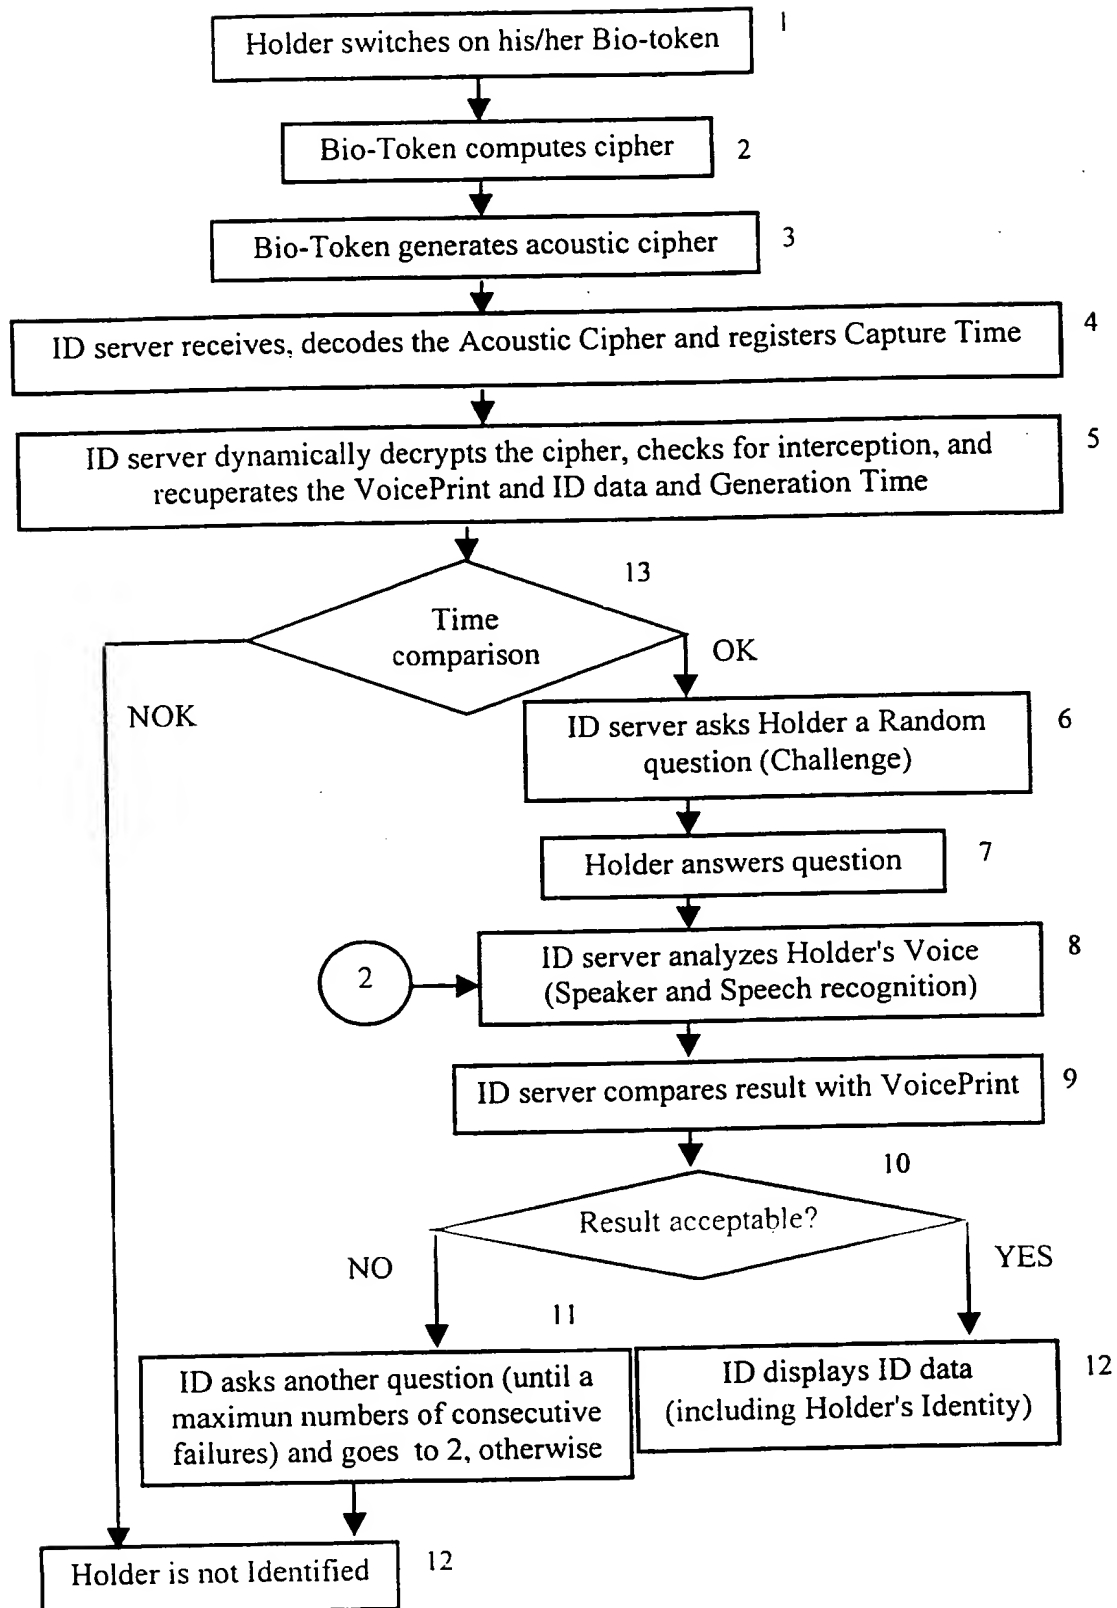 1
Holder switches on his/her Bio-token
Bio-Token computes cipher
2
Bio-Token generates acoustic cipher
3
ID server receives, decodes the Acoustic Cipher and registers Capture Time
4
ID server dynamically decrypts the cipher, checks for interception, and
recuperates the VoicePrint and ID data and Generation Time
5
13
Time
comparison
OK
NOK
ID server asks Holder a Random
question (Challenge)
6
Holder answers question
7
2
ID server analyzes Holder's Voice
(Speaker and Speech recognition)
8
ID server compares result with VoicePrint
9
10
Result acceptable?
NO
YES
11
ID asks another question (until a
maximun numbers of consecutive
failures) and goes to 2, otherwise
ID displays ID data
(including Holder's Identity)
12
Holder is not Identified
12